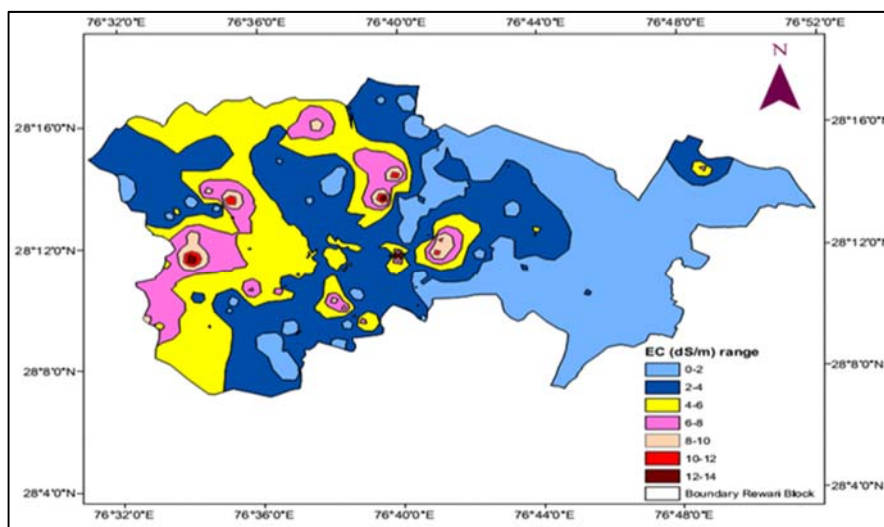 76°32'0"E 76°36'0"E 76°40'0"E 76°44'0"E 76°48'0"E 76°52'0"E
N
28°16'0"N 28°16'0"N
28°12'0"N 28°12'0"N
28°8'0"N 28°8'0"N
28°4'0"N 28°4'0"N
EC (dS/m) range
0-2
2-4
4-6
6-8
8-10
10-12
12-14
Boundary Rewari Block
76°32'0"E 76°36'0"E 76°40'0"E 76°44'0"E 76°48'0"E